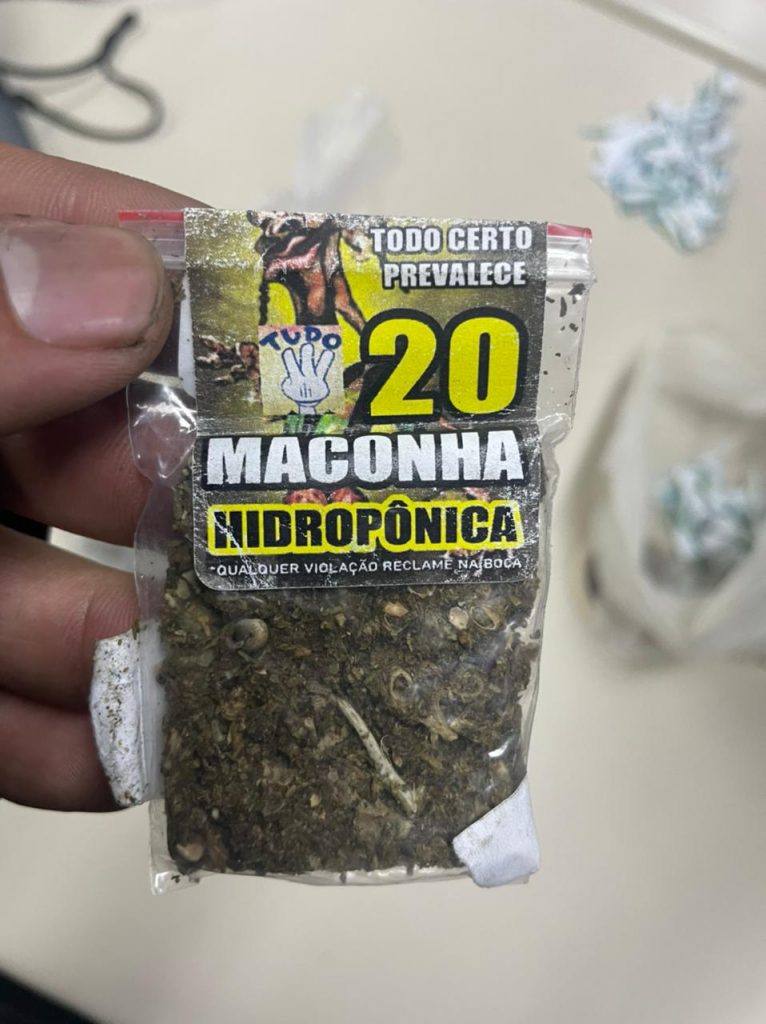 TODO CERTO
PREVALECE
TUDO
20
MACONHA
HIDROPÔNICA
*QUALQUER VIOLAÇÃO RECLAME NA BOCA